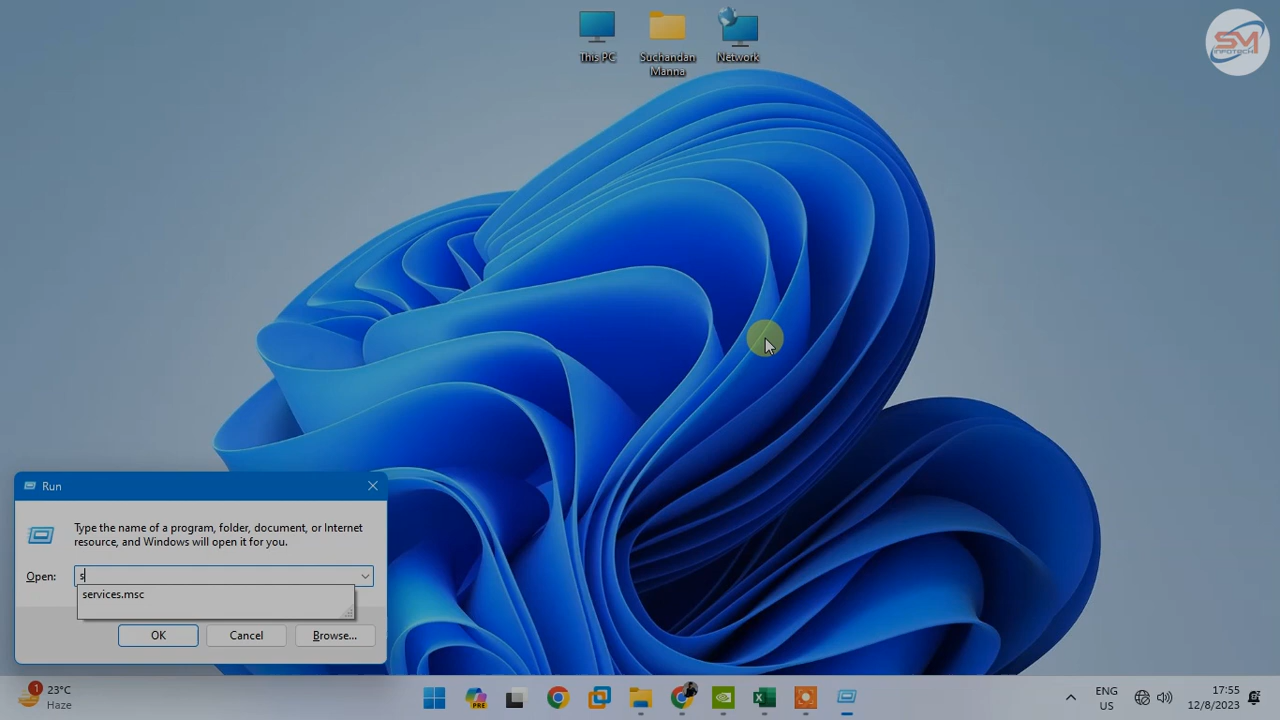 This PC
Suchandan
Manna
Network
SM
INFOTECH
Run
Type the name of a program, folder, document, or Internet
resource, and Windows will open it for you.
Open:
s
services.msc
OK
Cancel
Browse...
1
23°C
Haze
PRE
ENG
US
17:55
12/8/2023